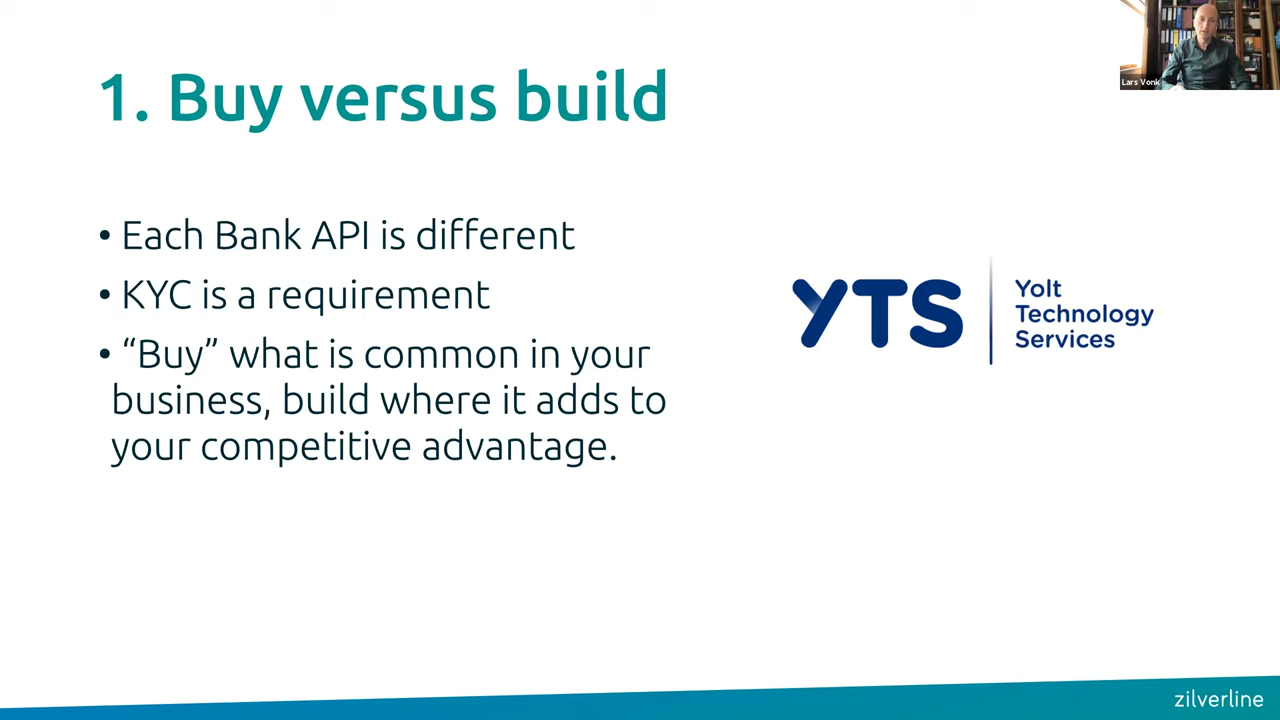 1. Buy versus build
Lars Vonk
• Each Bank API is different
• KYC is a requirement
• “Buy” what is common in your
business, build where it adds to
your competitive advantage.
YTS
Yolt
Technology
Services
zilverline